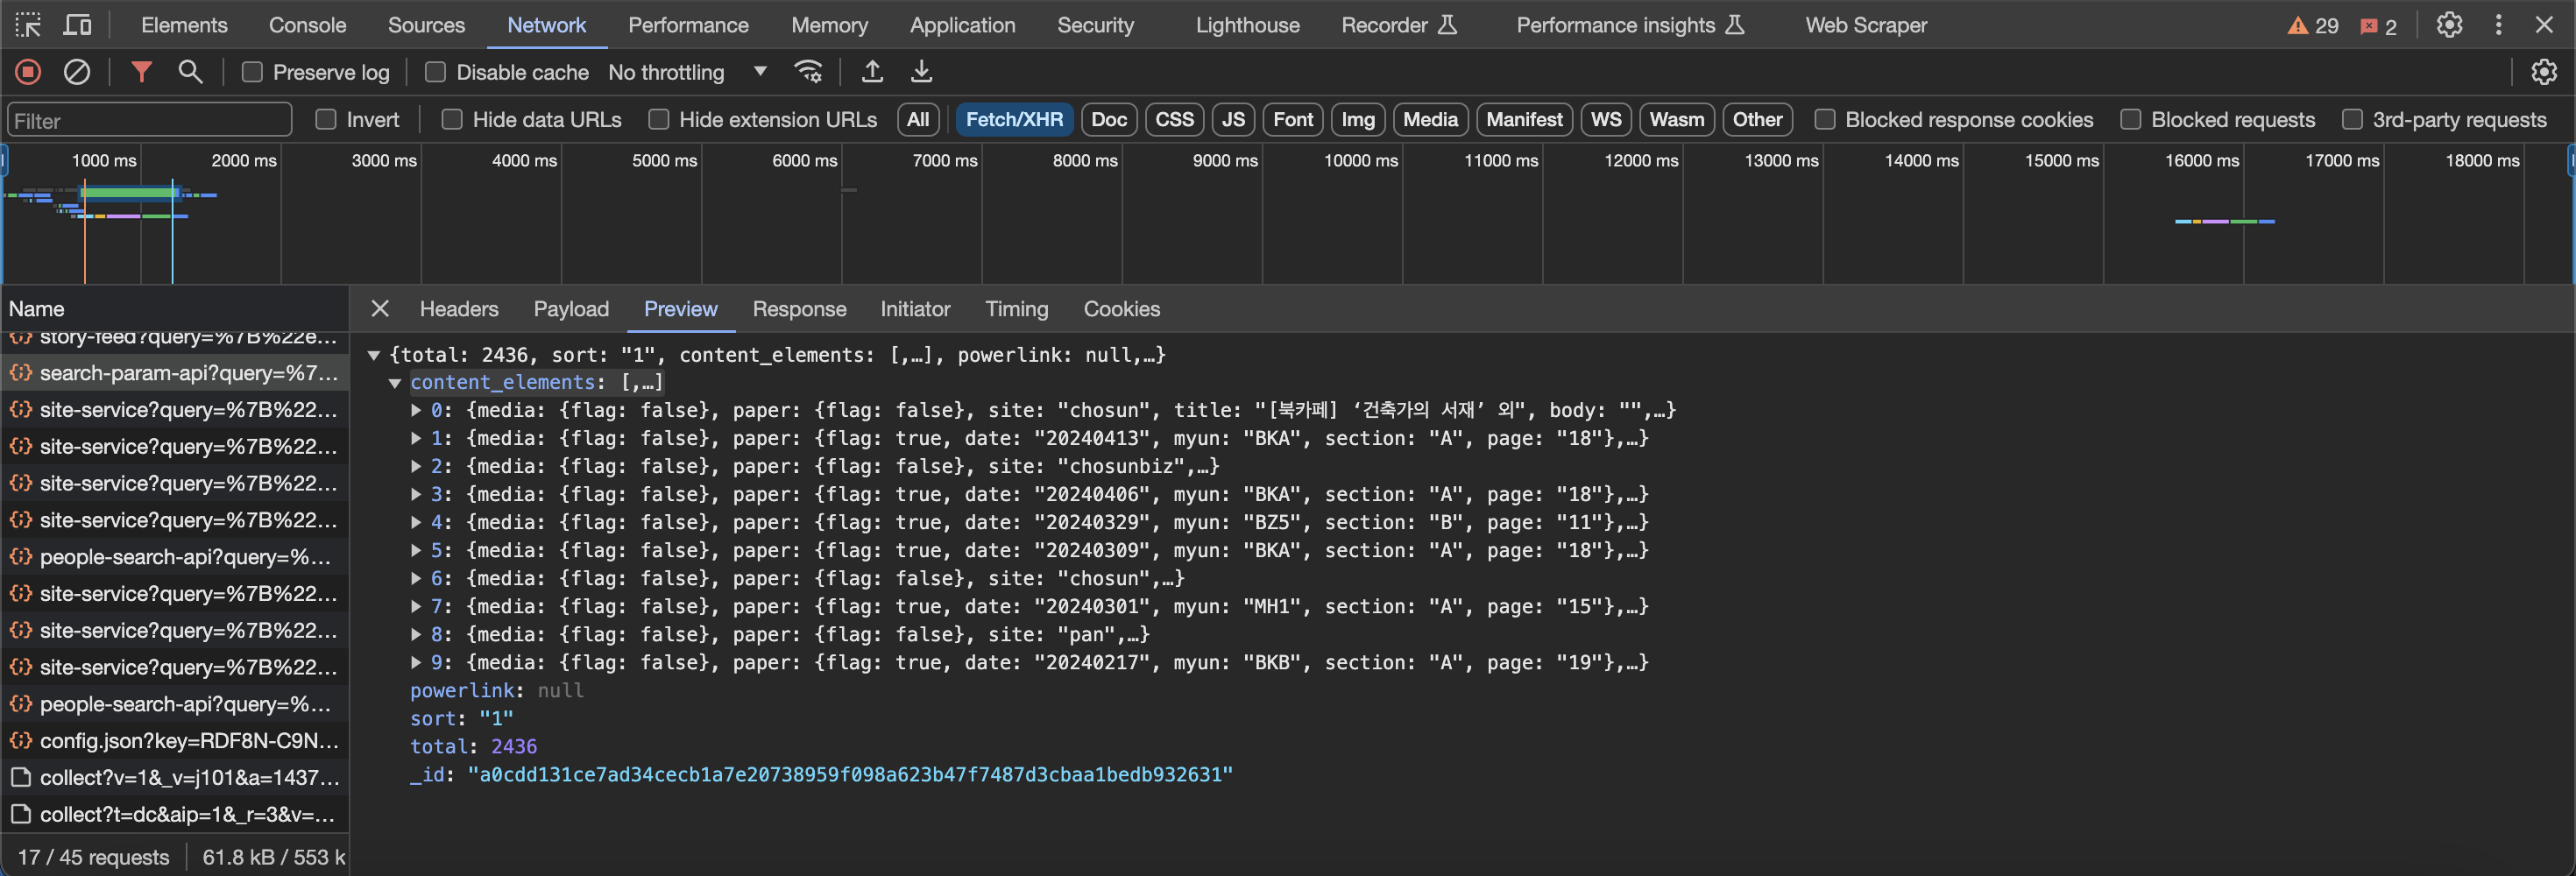 Elements Console Sources Network Performance Memory Application Security Lighthouse Recorder Performance insights Web Scraper 29 2
Preserve log Disable cache No throttling
Filter Invert Hide data URLs Hide extension URLs All Fetch/XHR Doc CSS JS Font Img Media Manifest WS Wasm Other Blocked response cookies Blocked requests 3rd-party requests
1000 ms 2000 ms 3000 ms 4000 ms 5000 ms 6000 ms 7000 ms 8000 ms 9000 ms 10000 ms 11000 ms 12000 ms 13000 ms 14000 ms 15000 ms 16000 ms 17000 ms 18000 ms
Name
story-feed?query=%7B%22e...
search-param-api?query=%7...
site-service?query=%7B%22...
site-service?query=%7B%22...
site-service?query=%7B%22...
site-service?query=%7B%22...
people-search-api?query=%...
site-service?query=%7B%22...
site-service?query=%7B%22...
site-service?query=%7B%22...
people-search-api?query=%...
config.json?key=RDF8N-C9N...
collect?v=1&_v=j101&a=1437...
collect?t=dc&aip=1&_r=3&v=...
17 / 45 requests 61.8 kB / 553 k
Headers Payload Preview Response Initiator Timing Cookies
{total: 2436, sort: "1", content_elements: [,…], powerlink: null,…}
content_elements: [,…]
0: {media: {flag: false}, paper: {flag: false}, site: "chosun", title: "[북카페] ‘건축가의 서재’ 외", body: "",…}
1: {media: {flag: false}, paper: {flag: true, date: "20240413", myun: "BKA", section: "A", page: "18"},…}
2: {media: {flag: false}, paper: {flag: false}, site: "chosunbiz",…}
3: {media: {flag: false}, paper: {flag: true, date: "20240406", myun: "BKA", section: "A", page: "18"},…}
4: {media: {flag: false}, paper: {flag: true, date: "20240329", myun: "BZ5", section: "B", page: "11"},…}
5: {media: {flag: false}, paper: {flag: true, date: "20240309", myun: "BKA", section: "A", page: "18"},…}
6: {media: {flag: false}, paper: {flag: false}, site: "chosun",…}
7: {media: {flag: false}, paper: {flag: true, date: "20240301", myun: "MH1", section: "A", page: "15"},…}
8: {media: {flag: false}, paper: {flag: false}, site: "pan",…}
9: {media: {flag: false}, paper: {flag: true, date: "20240217", myun: "BKB", section: "A", page: "19"},…}
powerlink: null
sort: "1"
total: 2436
_id: "a0cdd131ce7ad34cecb1a7e20738959f098a623b47f7487d3cbaa1bedb932631"